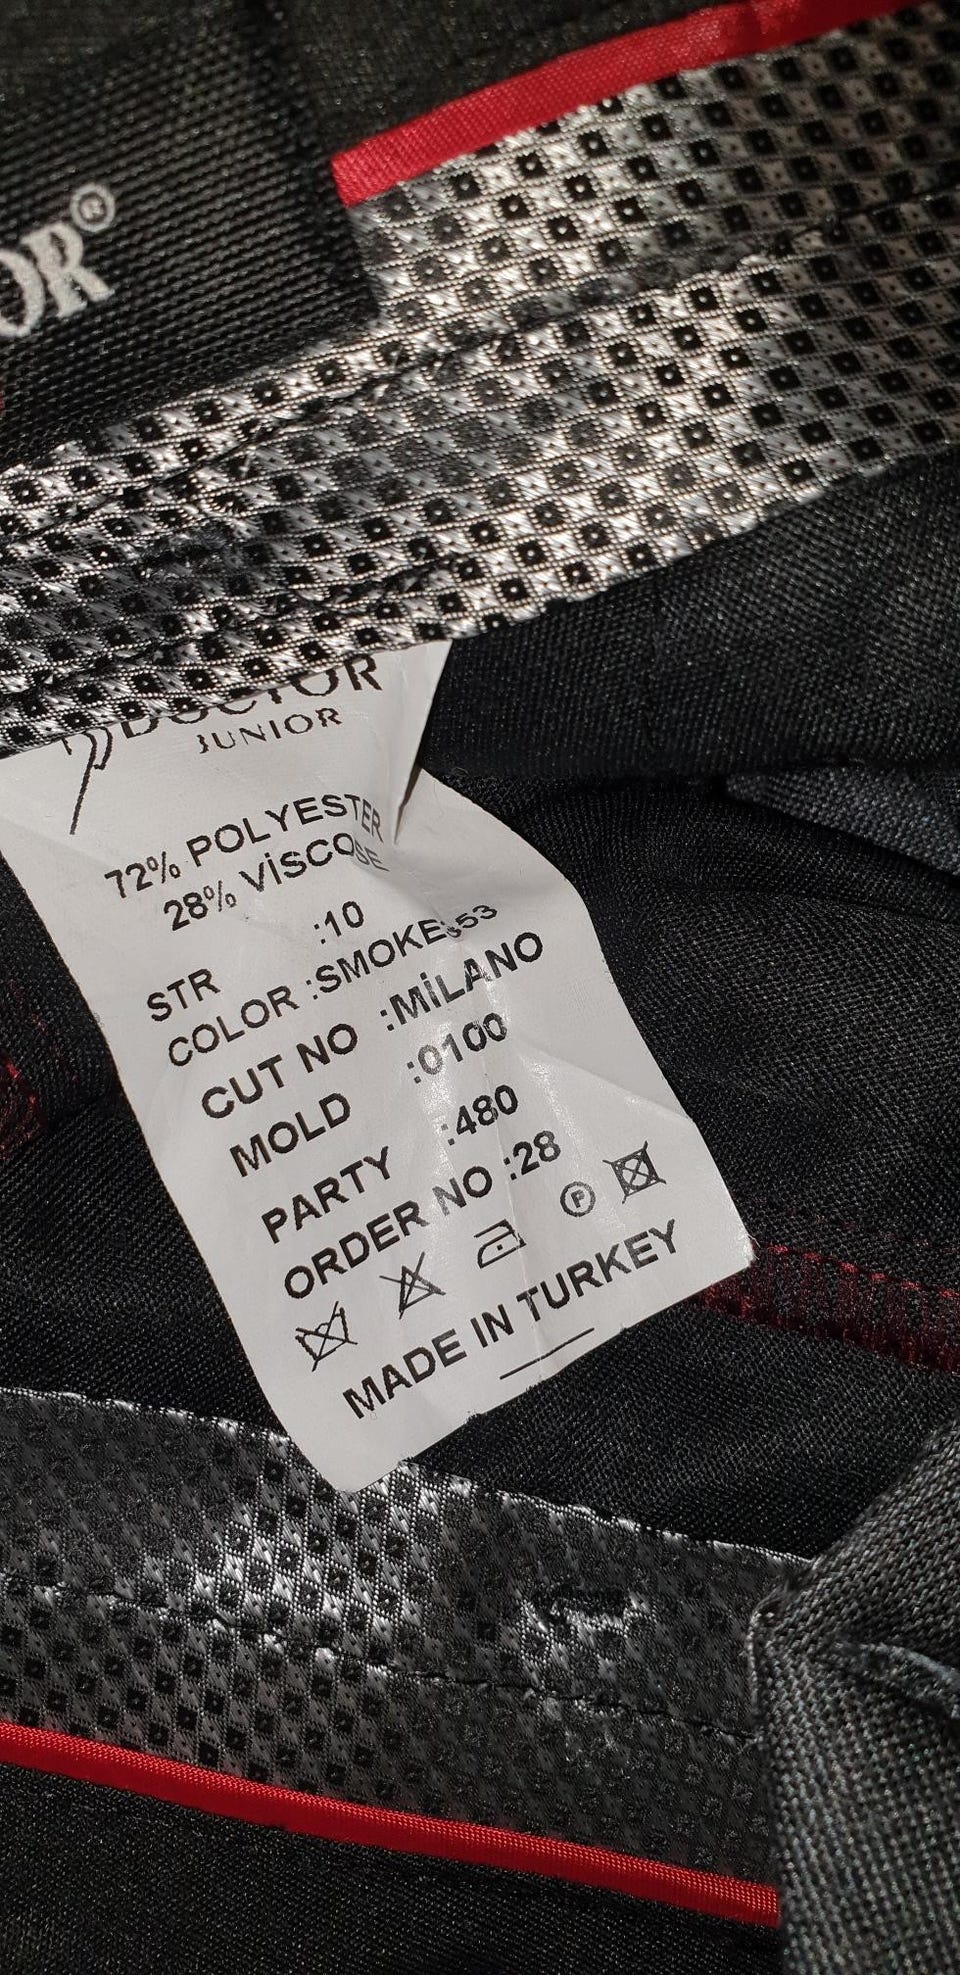 OR®
DOCTOR
JUNIOR
72% POLYESTER
28% VİSCOSE
STR :10
COLOR :SMOKE:53
CUT NO :MİLANO
MOLD :0100
PARTY :480
ORDER NO :28
P
MADE IN TURKEY